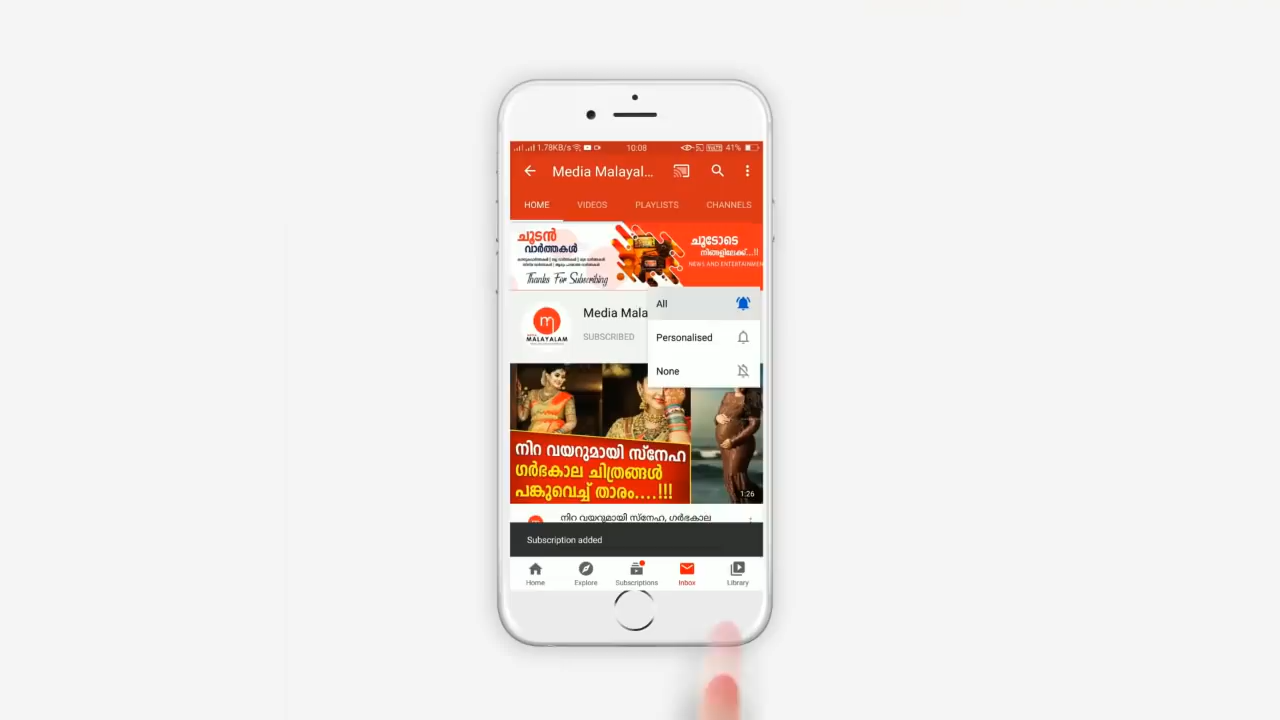 1.78KB/s 10:08 41%
Media Malayal...
HOME VIDEOS PLAYLISTS CHANNELS
ചൂടൻ
വാർത്തകൾ
Thanks For Subscribing
ചൂടോടെ
നിങ്ങളിലേക്ക്...!!
NEWS AND ENTERTAINMEN
All
Media Mala
SUBSCRIBED
Personalised
None
MALAYALAM
നിറ വയറുമായി സ്നേഹ
ഗർഭകാല ചിത്രങ്ങൾ
പങ്കുവെച്ച് താരം....!!!
1:26
നിറ വയറുമായി സ്നേഹ, ഗർഭകാല
Subscription added
Home Explore Subscriptions Inbox Library